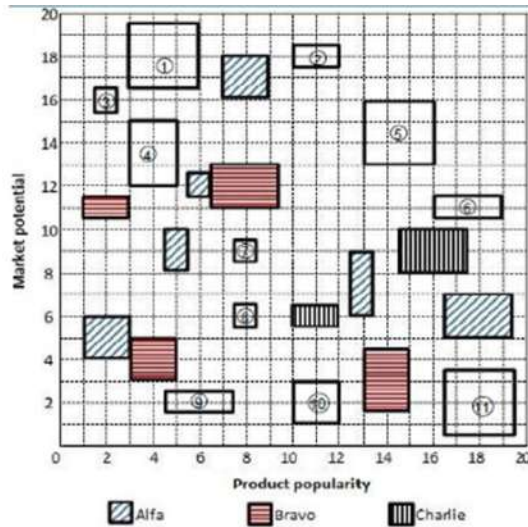 20
18
16
14
12
10
8
6
4
2
0
Market potential
① ② ③ ④ ⑤ ⑥ ⑦ ⑧ ⑨ ⑩ ⑪
2 4 6 8 10 12 14 16 18 20
Product popularity
Alfa Bravo Charlie